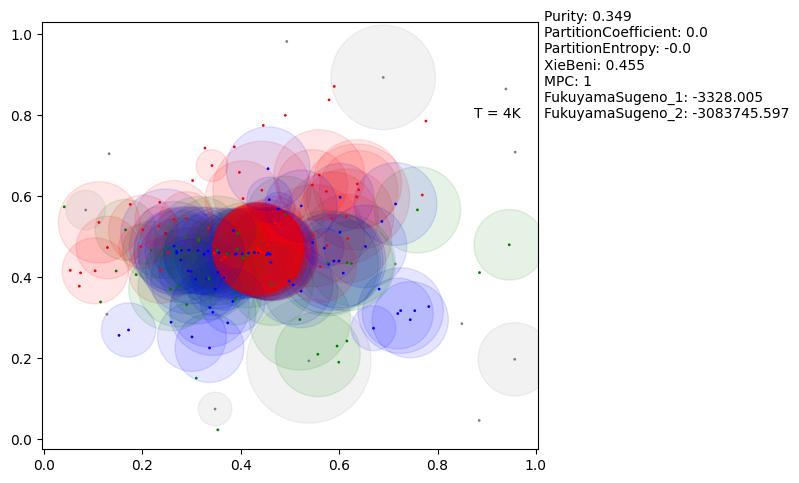 Purity: 0.349
PartitionCoefficient: 0.0
PartitionEntropy: -0.0
XieBeni: 0.455
MPC: 1
FukuyamaSugeno_1: -3328.005
FukuyamaSugeno_2: -3083745.597
T = 4K
1.0
0.8
0.6
0.4
0.2
0.0
0.0 0.2 0.4 0.6 0.8 1.0